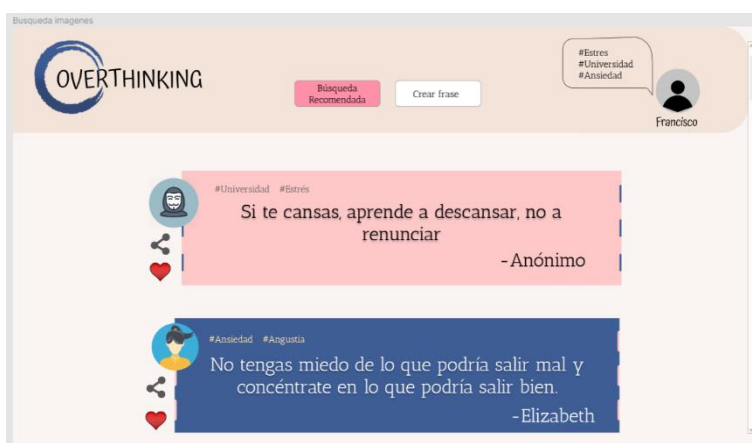 Busqueda imagenes
OVERTHINKING
Búsqueda
Recomendada
Crear frase
#Estres
#Universidad
#Ansiedad
Francisco
#Universidad #Estrés
Si te cansas, aprende a descansar, no a
renunciar
-Anónimo
#Ansiedad #Angustia
No tengas miedo de lo que podría salir mal y
concéntrate en lo que podría salir bien.
-Elizabeth